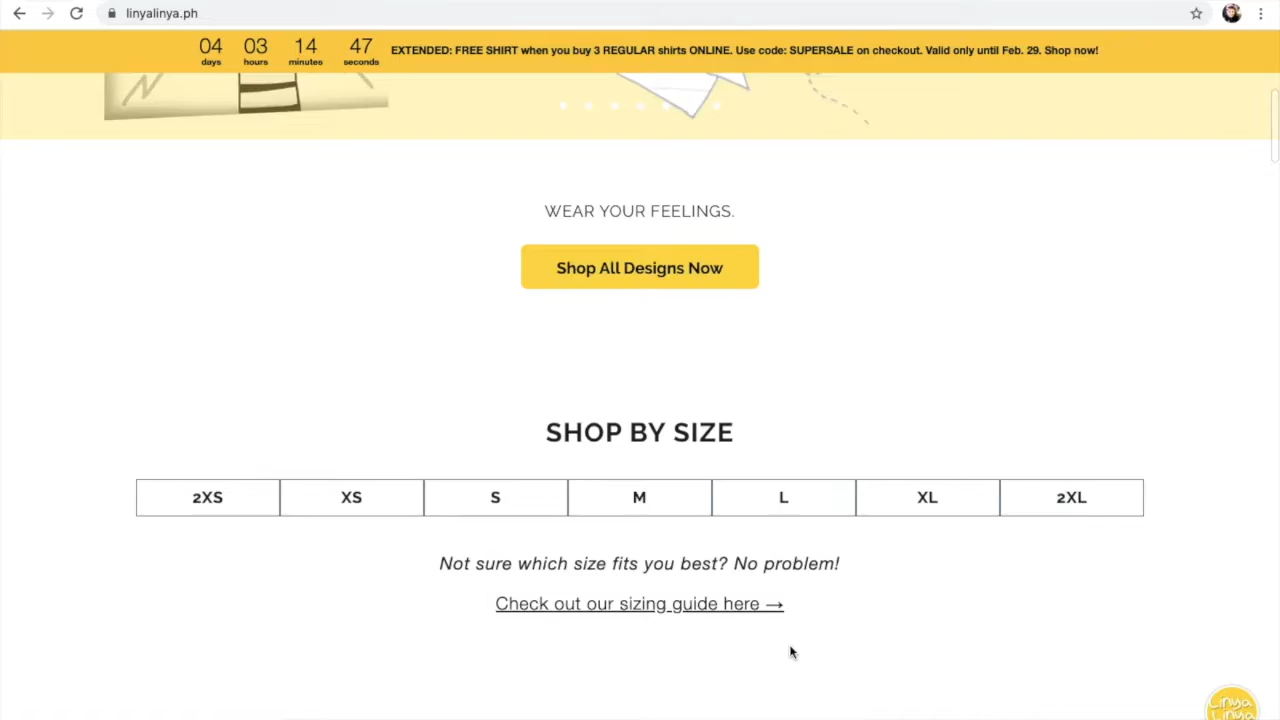 linyalinya.ph
04 03 14 47
days hours minutes seconds
EXTENDED: FREE SHIRT when you buy 3 REGULAR shirts ONLINE. Use code: SUPERSALE on checkout. Valid only until Feb. 29. Shop now!
WEAR YOUR FEELINGS.
Shop All Designs Now
SHOP BY SIZE
2XS XS S M L XL 2XL
Not sure which size fits you best? No problem!
Check out our sizing guide here →
Linya
Linya